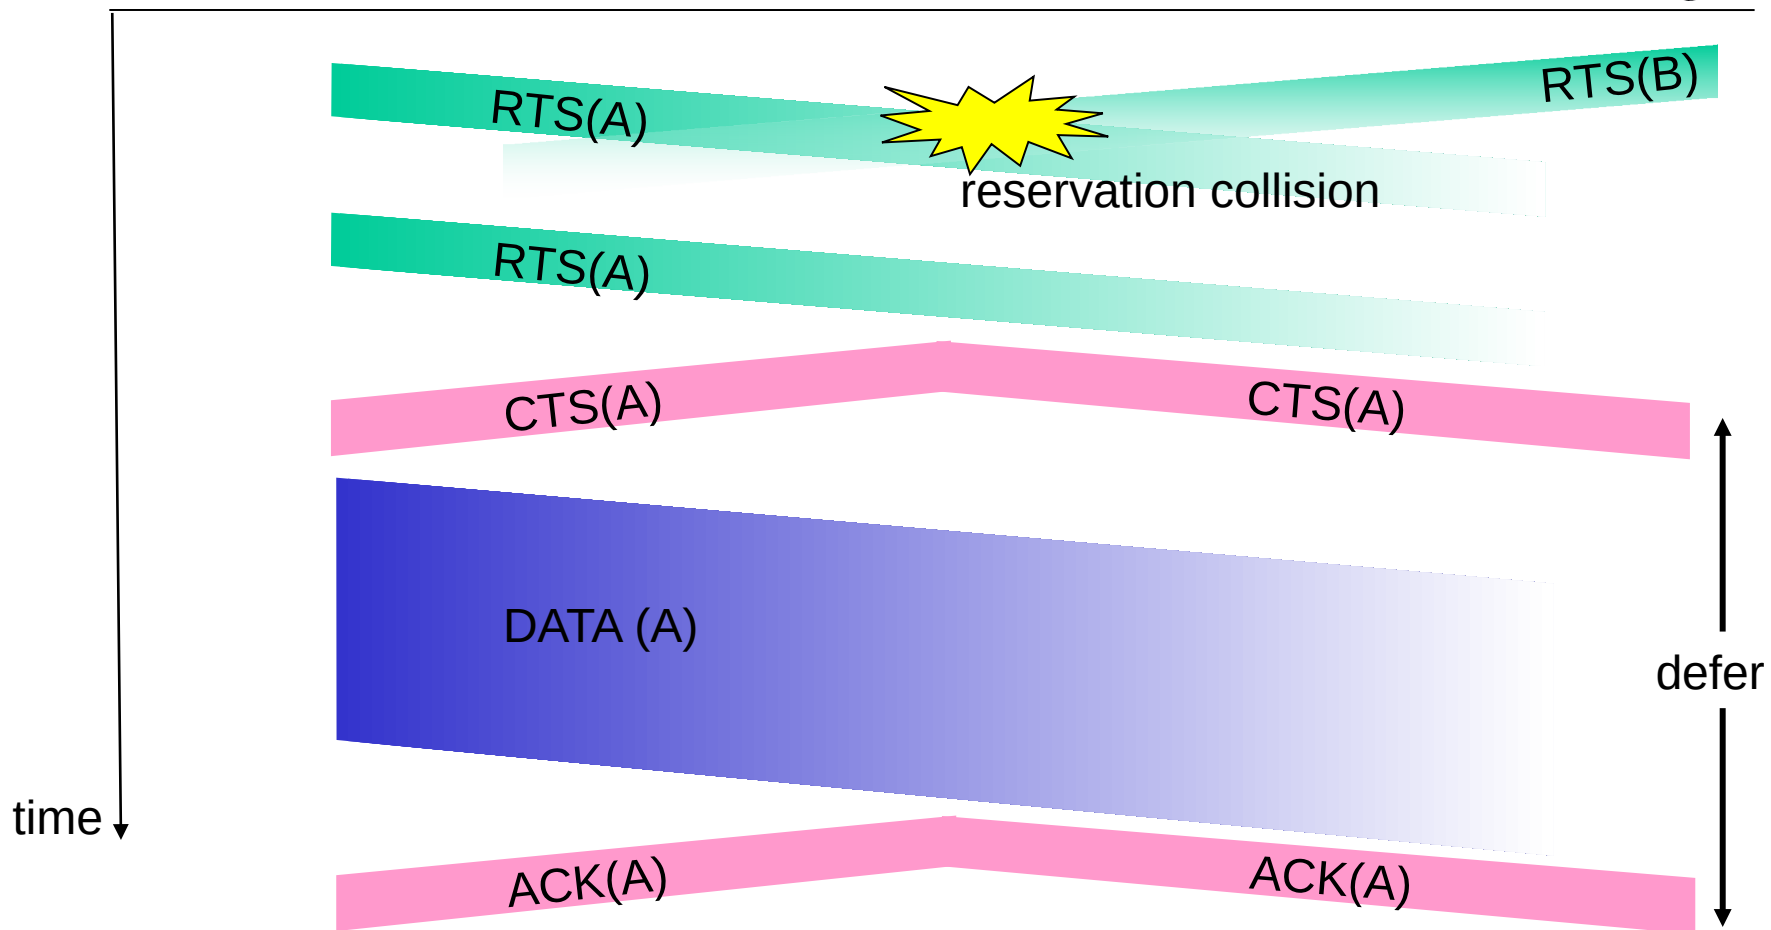 RTS(B)
RTS(A)
reservation collision
RTS(A)
CTS(A)
CTS(A)
DATA (A)
defer
time
ACK(A)
ACK(A)